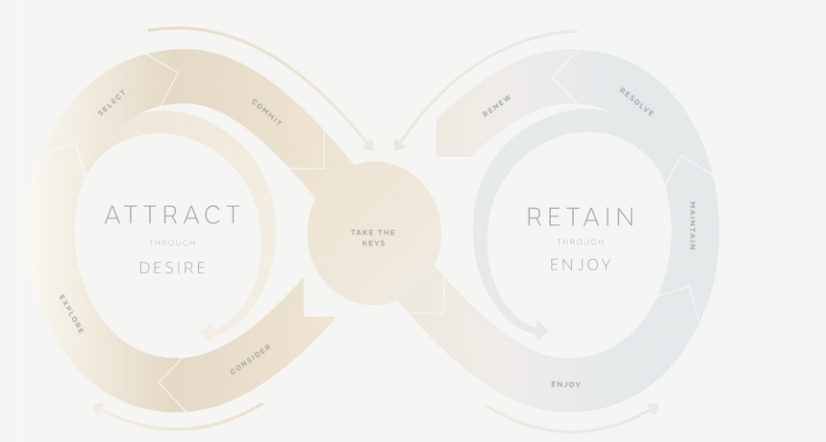 SELECT
COMMIT
RENEW
RESOLVE
ATTRACT
THROUGH
DESIRE
TAKE THE
KEYS
RETAIN
THROUGH
ENJOY
MAINTAIN
EXPLORE
CONSIDER
ENJOY